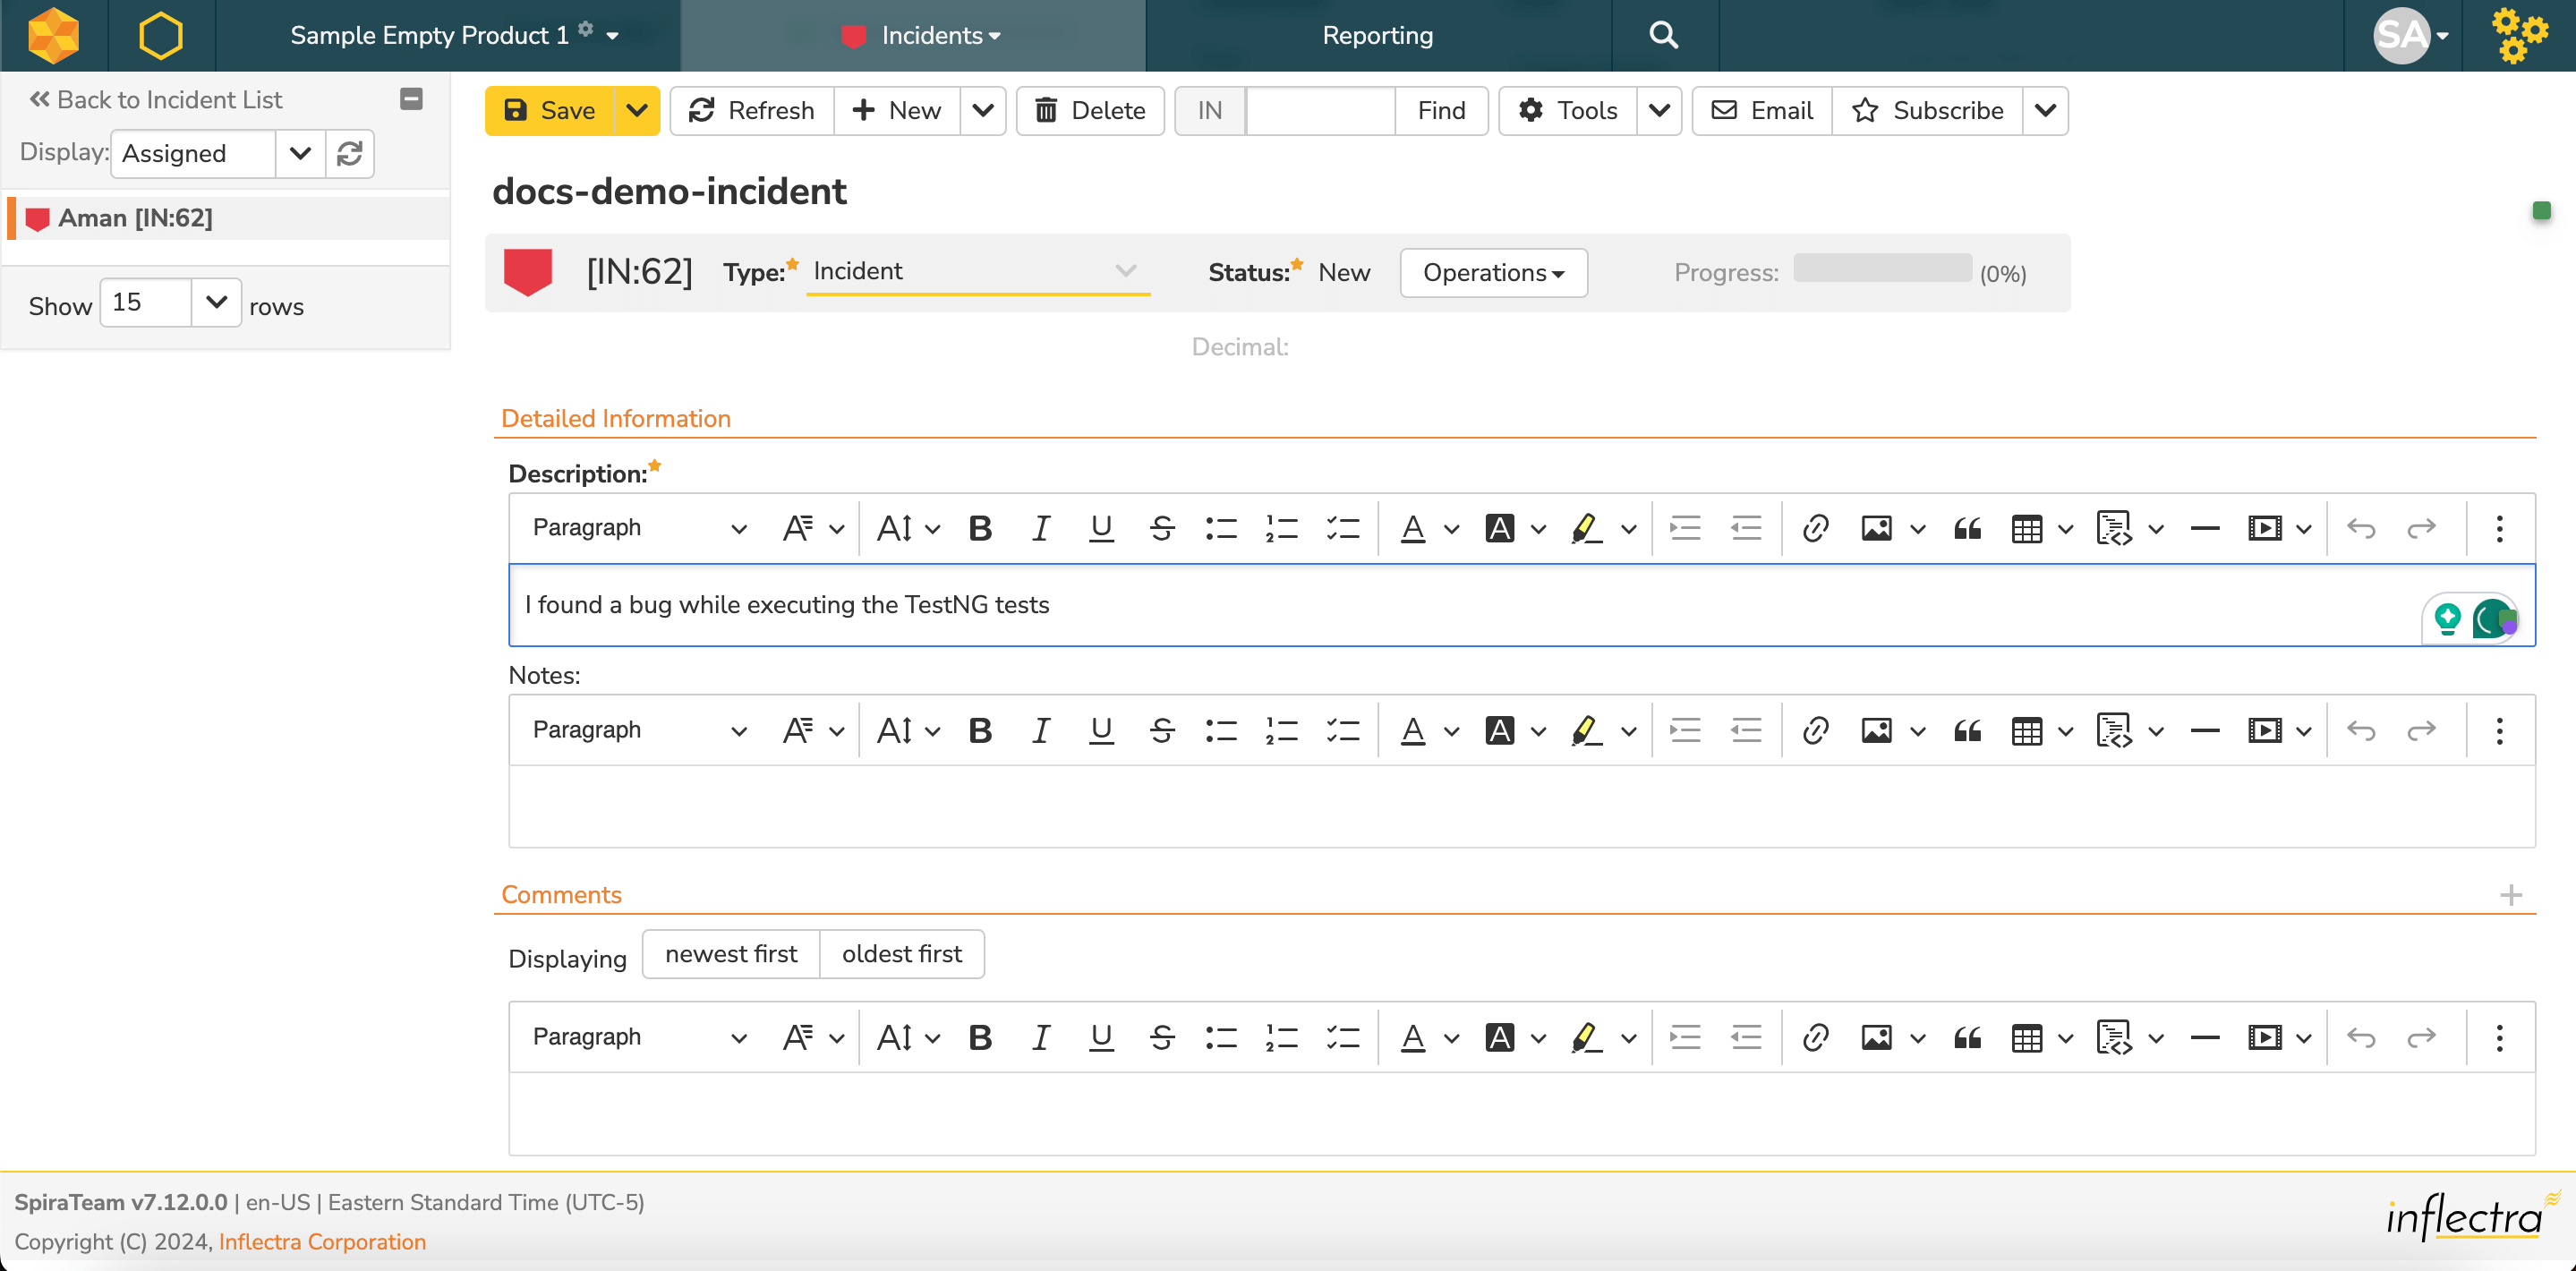 Sample Empty Product 1
Incidents
Reporting
SA
Back to Incident List
Display: Assigned
Aman [IN:62]
Show 15 rows
Save
Refresh
New
Delete
IN
Find
Tools
Email
Subscribe
docs-demo-incident
[IN:62] Type: Incident Status: New Operations Progress: (0%)
Decimal:
Detailed Information
Description:
Paragraph
I found a bug while executing the TestNG tests
Notes:
Paragraph
Comments
Displaying newest first oldest first
Paragraph
SpiraTeam v7.12.0.0 | en-US | Eastern Standard Time (UTC-5)
Copyright (C) 2024, Inflectra Corporation
inflectra